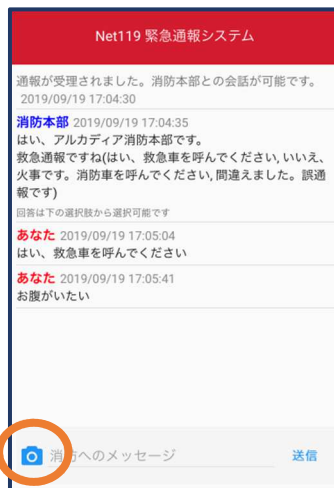 Net119 緊急通報システム
通報が受理されました。消防本部との会話が可能です。
2019/09/19 17:04:30
消防本部 2019/09/19 17:04:35
はい、アルカディア消防本部です。
救急通報ですね(はい、救急車を呼んでください, いいえ、
火事です。消防車を呼んでください, 間違えました。誤通
報です)
回答は下の選択肢から選択可能です
あなた 2019/09/19 17:05:04
はい、救急車を呼んでください
あなた 2019/09/19 17:05:41
お腹がいたい
消防へのメッセージ 送信